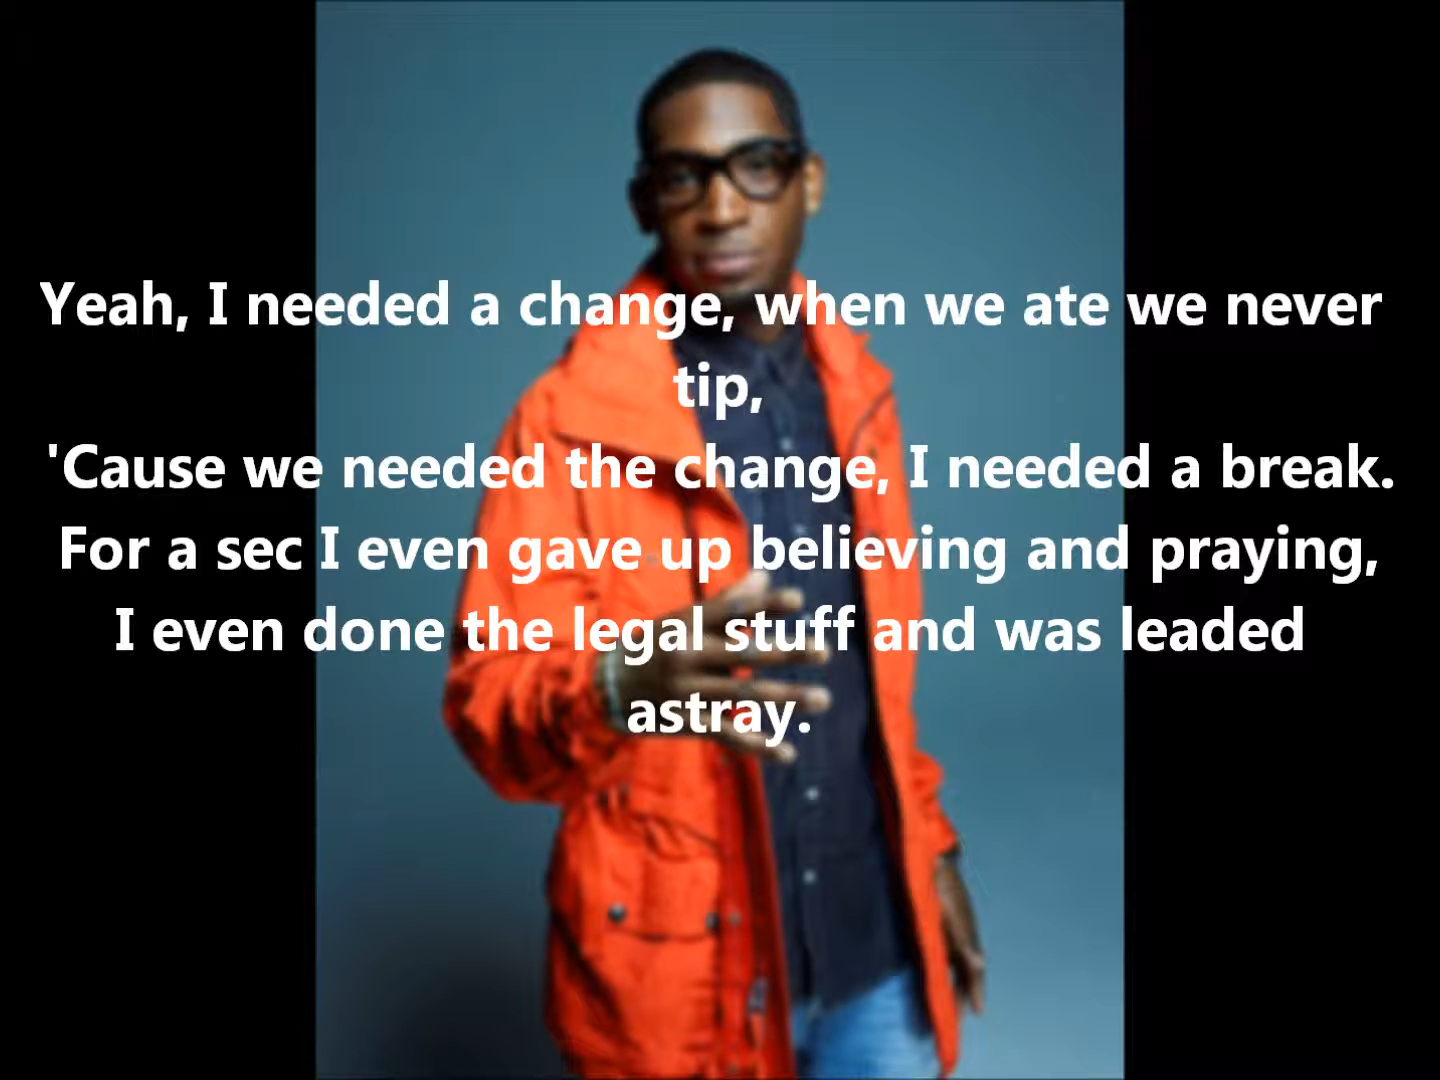 Yeah, I needed a change, when we ate we never
tip,
'Cause we needed the change, I needed a break.
For a sec I even gave up believing and praying,
I even done the legal stuff and was leaded
astray.